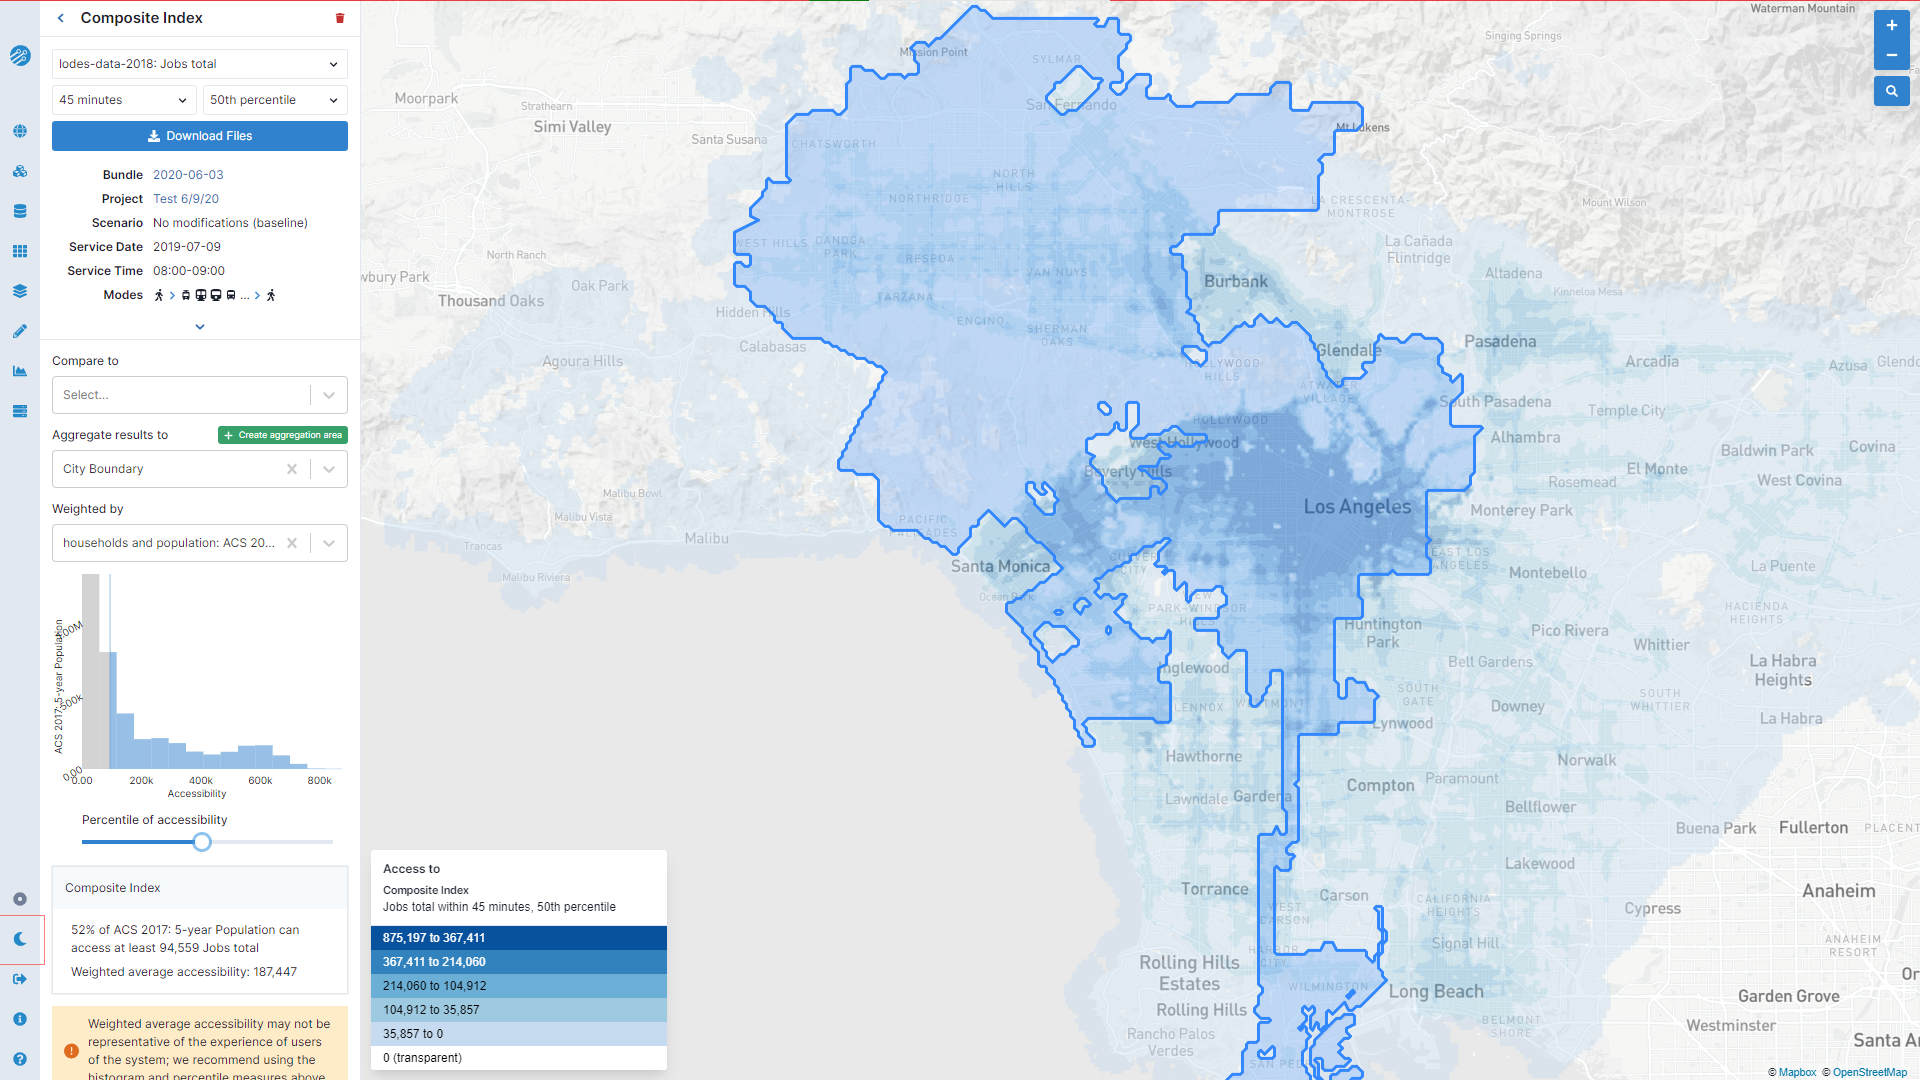 Composite Index
lodes-data-2018: Jobs total
45 minutes
50th percentile
Download Files
Bundle 2020-06-03
Project Test 6/9/20
Scenario No modifications (baseline)
Service Date 2019-07-09
Service Time 08:00-09:00
Modes ...
Compare to
Select...
Aggregate results to
+ Create aggregation area
City Boundary
Weighted by
households and population: ACS 20...
ACS 2017: 5-year Population
500k
0.00
0.00 200k 400k 600k 800k
Accessibility
Percentile of accessibility
Composite Index
52% of ACS 2017: 5-year Population can
access at least 94,559 Jobs total
Weighted average accessibility: 187,447
Weighted average accessibility may not be
representative of the experience of users
of the system; we recommend using the
histogram and percentile measures above
Access to
Composite Index
Jobs total within 45 minutes, 50th percentile
875,197 to 367,411
367,411 to 214,060
214,060 to 104,912
104,912 to 35,857
35,857 to 0
0 (transparent)
Waterman Mountain
Singing Springs
Mission Point
SYLMAR
Moorpark
Strathearn
San Fernando
Simi Valley
Mt Lukens
Santa Susana
CHATSWORTH
NORTH
HILLS
NORTHRIDGE
LA CRESCENTA-
MONTROSE
Mount Wilson
WEST HILLS
CANOGA
PARK
La Cañada
Flintridge
North Ranch
RESEDA
VAN NUYS
wbury Park
Oak Park
Burbank
Altadena
Kinneloa Mesa
Thousand Oaks
TARZANA
Hidden Hills
ENCINO
SHERMAN
OAKS
Calabasas
Agoura Hills
Glendale
Pasadena
Arcadia
Azusa
Glendo
HOLLYWOOD
HILLS
ATWATER
VILLAGE
South Pasadena
Temple City
HOLLYWOOD
West Hollywood
Alhambra
Baldwin Park
Covina
Beverly Hills
El Monte
Rosemead
West Covina
Malibu Bowl
Los Angeles
Monterey Park
Malibu Vista
PACIFIC
PALISADES
Malibu
Trancas
EAST LOS
ANGELES
CULVER
CITY
Santa Monica
Montebello
La Puente
Malibu Riviera
Ocean Park
VIEW
PARK-WINDSOR
HILLS
HACIENDA
HEIGHTS
Huntington
Park
Pico Rivera
Whittier
Inglewood
Bell Gardens
La Habra
Heights
LENNOX
WESTMONT
SOUTH
GATE
Downey
SOUTH
WHITTIER
Lynwood
La Habra
Hawthorne
Norwalk
Compton
Paramount
Lawndale
Gardena
Bellflower
Buena Park
Fullerton
PLACENT
Lakewood
Torrance
Carson
Anaheim
WEST
CARSON
CALIFORNIA
HEIGHTS
Cypress
Signal Hill
ANAHEIM
RESORT
HARBOR
CITY
Rolling Hills
Estates
Or
WILMINGTON
Long Beach
Garden Grove
Rolling Hills
BELMONT
SHORE
Westminster
Rancho Palos
Verdes
Santa A
SAN PED
© Mapbox © OpenStreetMap